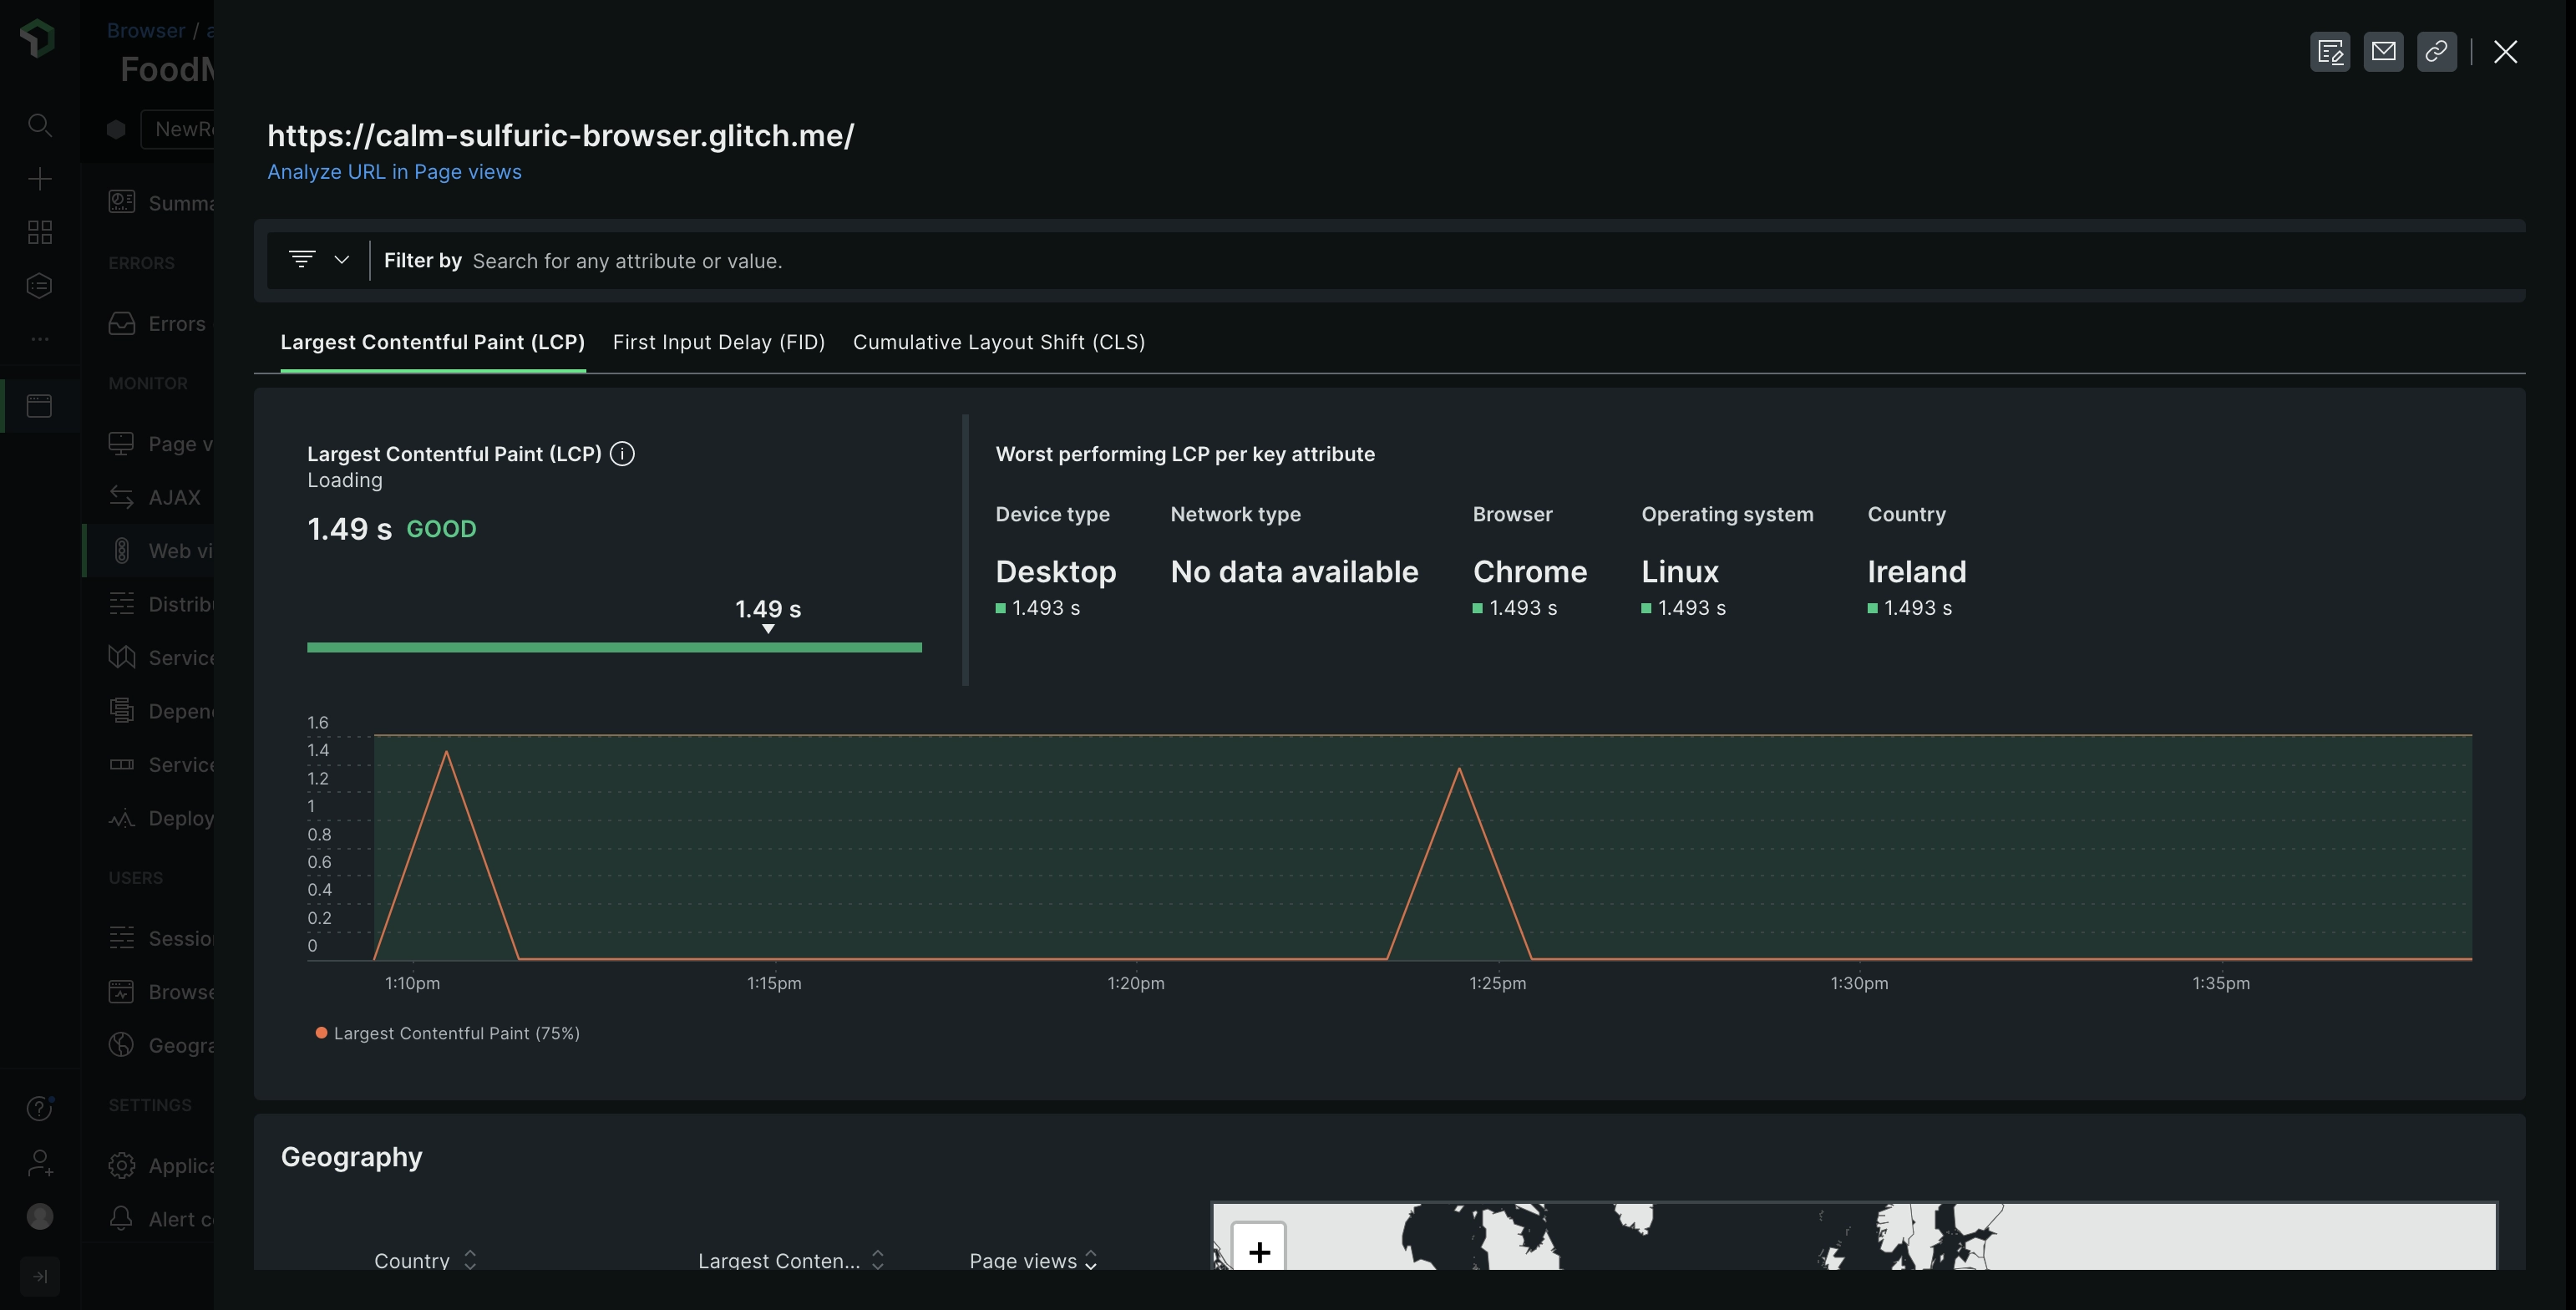 Browser / a
FoodM
NewRe
Summa
ERRORS
Errors
MONITOR
Page v
AJAX
Web vi
Distribu
Service
Depend
Service
Deploy
USERS
Session
Browse
Geogra
SETTINGS
Applica
Alert co
https://calm-sulfuric-browser.glitch.me/
Analyze URL in Page views
Filter by Search for any attribute or value.
Largest Contentful Paint (LCP) First Input Delay (FID) Cumulative Layout Shift (CLS)
Largest Contentful Paint (LCP)
Loading
1.49 s GOOD
1.49 s
Worst performing LCP per key attribute
Device type Network type Browser Operating system Country
Desktop No data available Chrome Linux Ireland
1.493 s 1.493 s 1.493 s 1.493 s
1.6
1.4
1.2
1
0.8
0.6
0.4
0.2
0
1:10pm 1:15pm 1:20pm 1:25pm 1:30pm 1:35pm
Largest Contentful Paint (75%)
Geography
Country Largest Conten... Page views
+